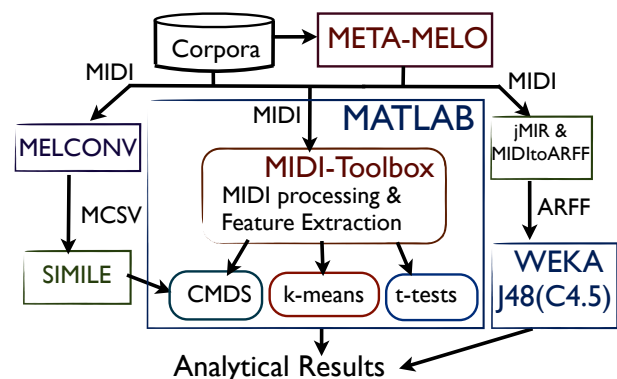 Corpora
META-MELO
MIDI
MIDI
MIDI
MATLAB
MELCONV
jMIR &
MIDItoARFF
MIDI-Toolbox
MIDI processing &
Feature Extraction
MCSV
ARFF
SIMILE
CMDS
k-means
t-tests
WEKA
J48(C4.5)
Analytical Results